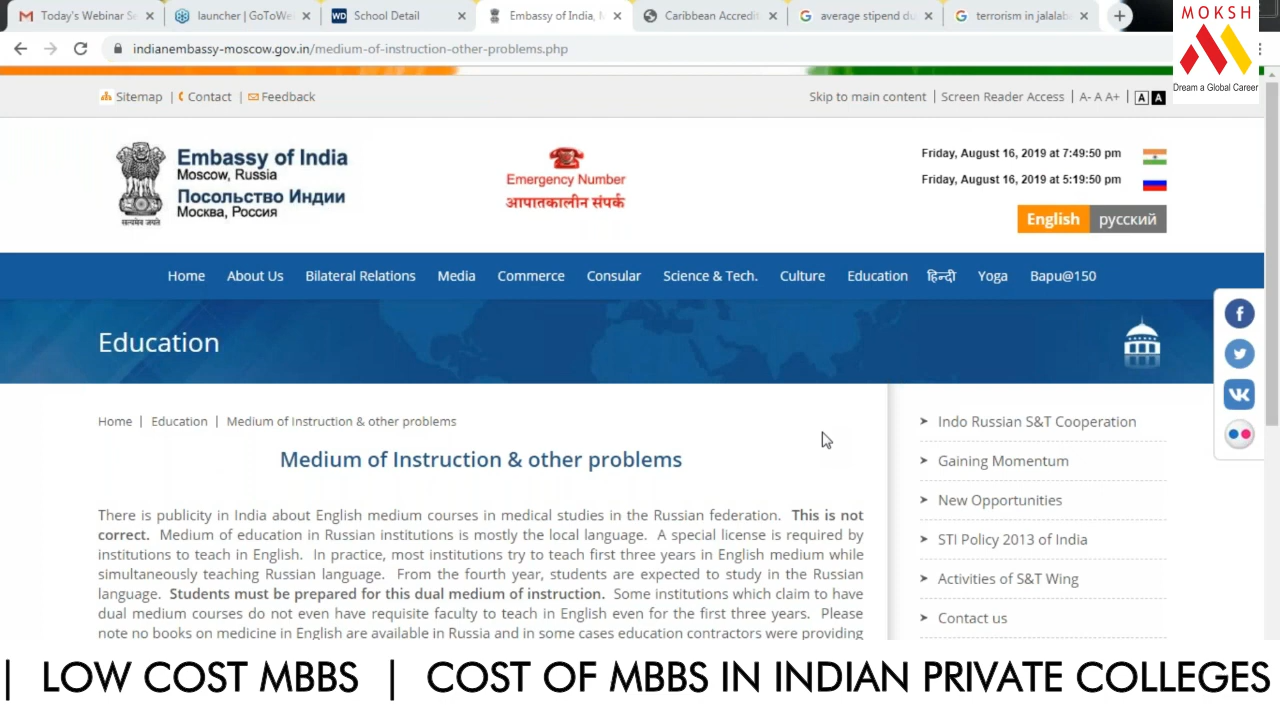 Today's Webinar Se
launcher | GoToWe
WD School Detail
Embassy of India, M
Caribbean Accredit
average stipend du
terrorism in jalalab
MOKSH
Dream a Global Career
indianembassy-moscow.gov.in/medium-of-instruction-other-problems.php
Sitemap | Contact | Feedback
Skip to main content | Screen Reader Access | A- A A+ | A A
Embassy of India
Moscow, Russia
Посольство Индии
Москва, Россия
सत्यमेव जयते
Emergency Number
आपातकालीन संपर्क
Friday, August 16, 2019 at 7:49:50 pm
Friday, August 16, 2019 at 5:19:50 pm
English русский
Home About Us Bilateral Relations Media Commerce Consular Science & Tech. Culture Education हिन्दी Yoga Bapu@150
Education
Home | Education | Medium of Instruction & other problems
Medium of Instruction & other problems
There is publicity in India about English medium courses in medical studies in the Russian federation. This is not
correct. Medium of education in Russian institutions is mostly the local language. A special license is required by
institutions to teach in English. In practice, most institutions try to teach first three years in English medium while
simultaneously teaching Russian language. From the fourth year, students are expected to study in the Russian
language. Students must be prepared for this dual medium of instruction. Some institutions which claim to have
dual medium courses do not even have requisite faculty to teach in English even for the first three years. Please
note no books on medicine in English are available in Russia and in some cases education contractors were providing
Indo Russian S&T Cooperation
Gaining Momentum
New Opportunities
STI Policy 2013 of India
Activities of S&T Wing
Contact us
| LOW COST MBBS | COST OF MBBS IN INDIAN PRIVATE COLLEGES